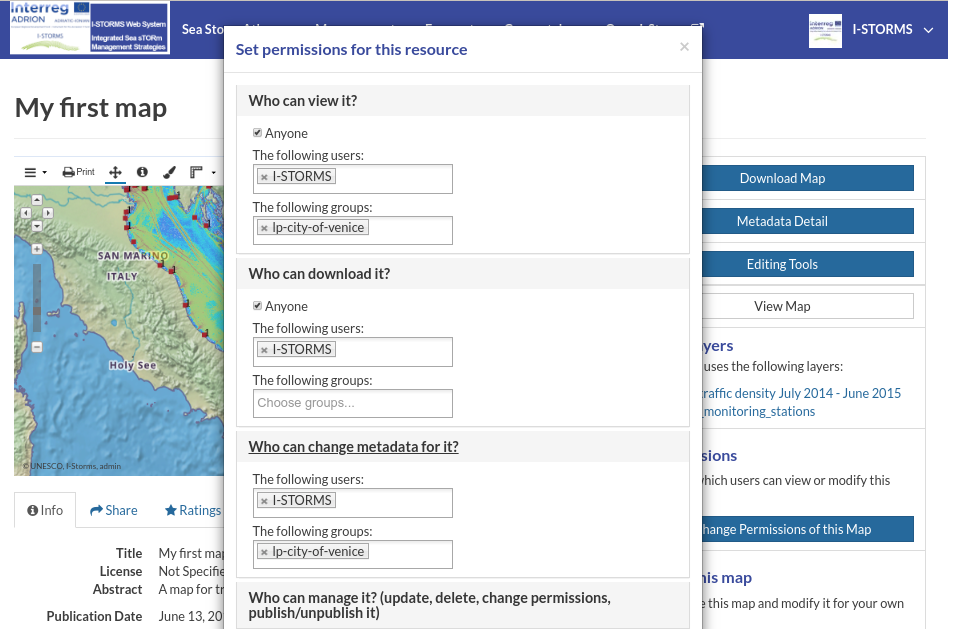 Interreg
ADRION ADRIATIC-IONIAN
I-STORMS
I-STORMS Web System
Integrated Sea sTORm
Management Strategies
Sea Sto
I-STORMS
Set permissions for this resource
×
My first map
Print
SAN MARINO
ITALY
Holy See
© UNESCO, I-Storms, admin
Info
Share
Ratings
Title My first map
License Not Specifie
Abstract A map for tr
Publication Date June 13, 20
Who can view it?
Anyone
The following users:
× I-STORMS
The following groups:
× lp-city-of-venice
Who can download it?
Anyone
The following users:
× I-STORMS
The following groups:
Choose groups...
Who can change metadata for it?
The following users:
× I-STORMS
The following groups:
× lp-city-of-venice
Who can manage it? (update, delete, change permissions,
publish/unpublish it)
Download Map
Metadata Detail
Editing Tools
View Map
yers
uses the following layers:
raffic density July 2014 - June 2015
_monitoring_stations
sions
which users can view or modify this
hange Permissions of this Map
his map
e this map and modify it for your own